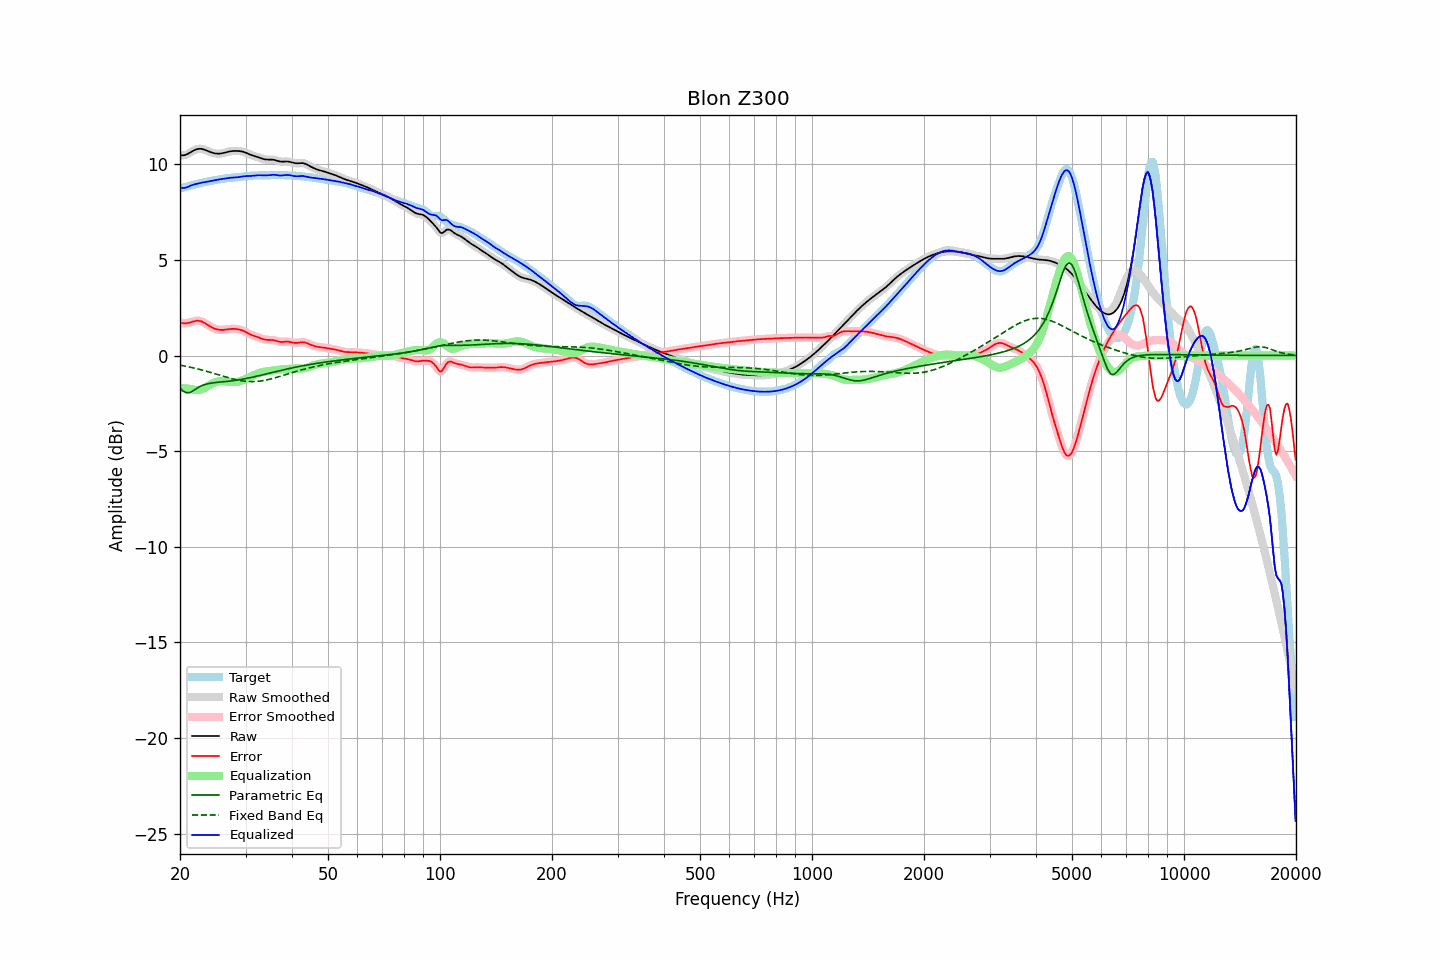 Blon Z300
Amplitude (dBr)
10
5
0
−5
−10
−15
−20
−25
Target
Raw Smoothed
Error Smoothed
Raw
Error
Equalization
Parametric Eq
Fixed Band Eq
Equalized
20 50 100 200 500 1000 2000 5000 10000 20000
Frequency (Hz)